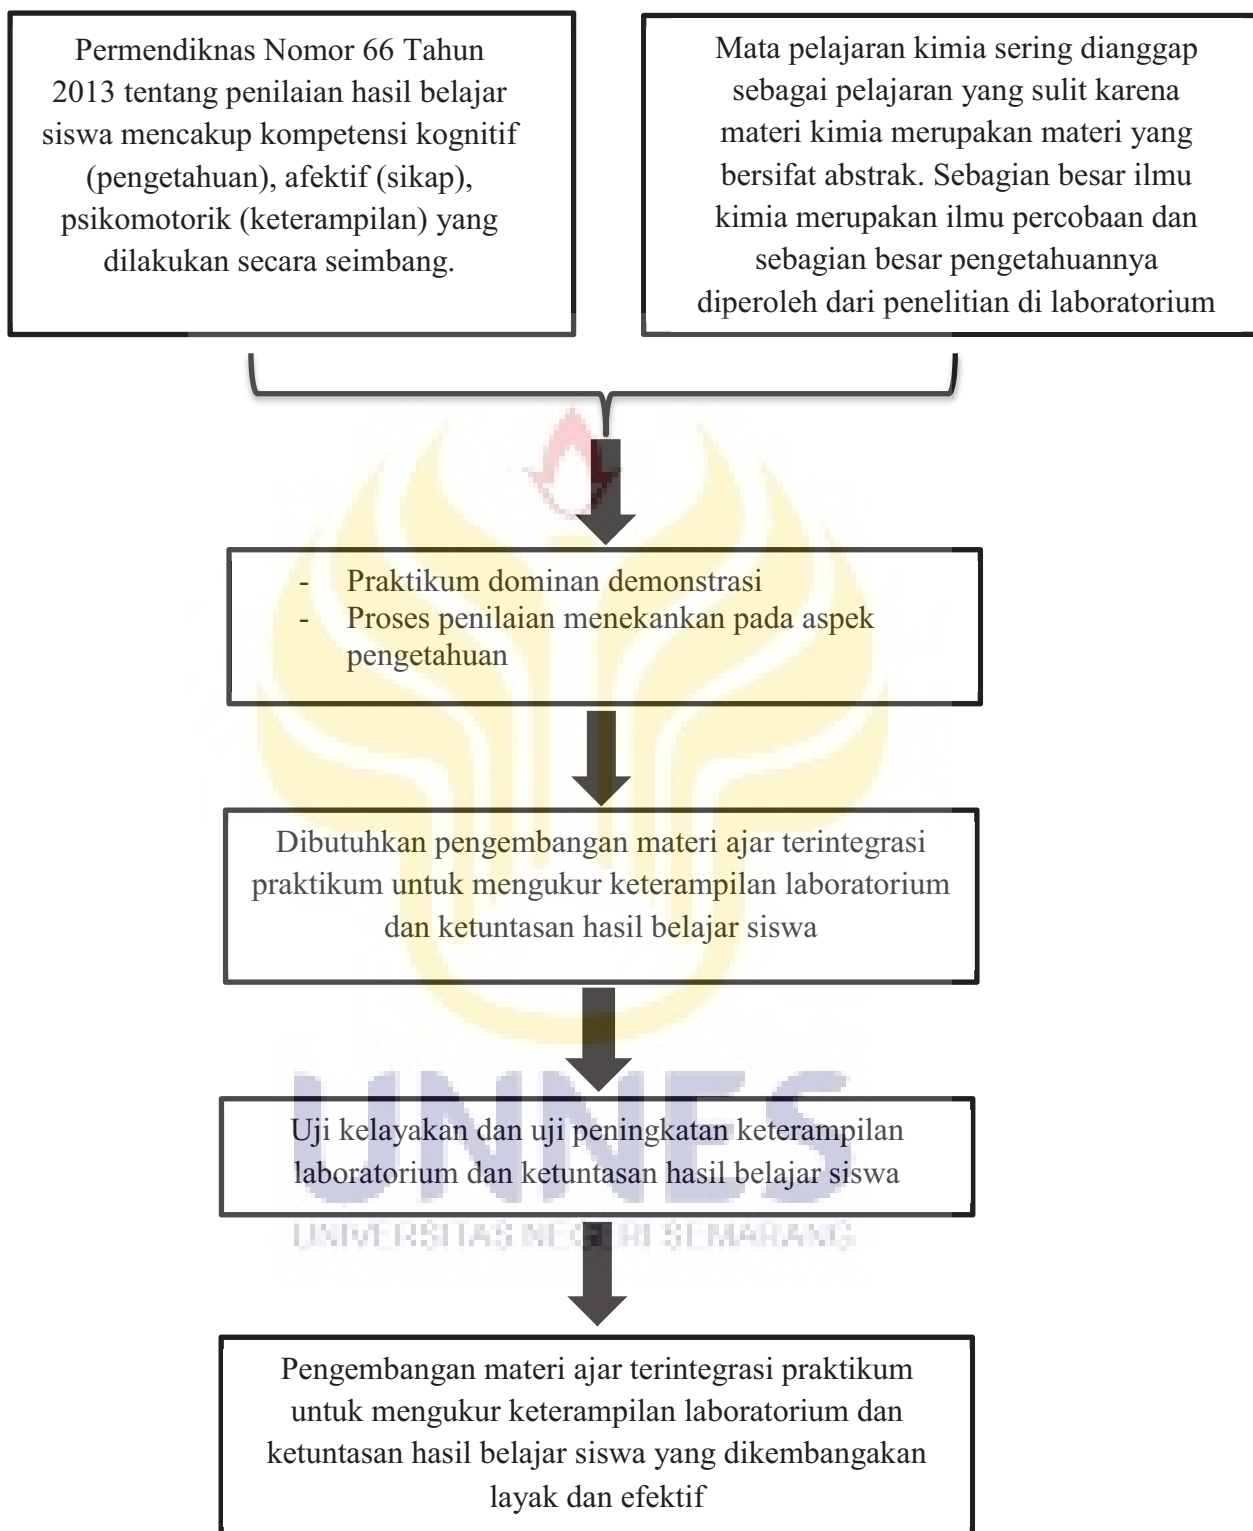 Permendiknas Nomor 66 Tahun
2013 tentang penilaian hasil belajar
siswa mencakup kompetensi kognitif
(pengetahuan), afektif (sikap),
psikomotorik (keterampilan) yang
dilakukan secara seimbang.
Mata pelajaran kimia sering dianggap
sebagai pelajaran yang sulit karena
materi kimia merupakan materi yang
bersifat abstrak. Sebagian besar ilmu
kimia merupakan ilmu percobaan dan
sebagian besar pengetahuannya
diperoleh dari penelitian di laboratorium
- Praktikum dominan demonstrasi
- Proses penilaian menekankan pada aspek
pengetahuan
Dibutuhkan pengembangan materi ajar terintegrasi
praktikum untuk mengukur keterampilan laboratorium
dan ketuntasan hasil belajar siswa
UNNES
Uji kelayakan dan uji peningkatan keterampilan
laboratorium dan ketuntasan hasil belajar siswa
UNIVERSITAS NEGERI SEMARANG
Pengembangan materi ajar terintegrasi praktikum
untuk mengukur keterampilan laboratorium dan
ketuntasan hasil belajar siswa yang dikembangakan
layak dan efektif